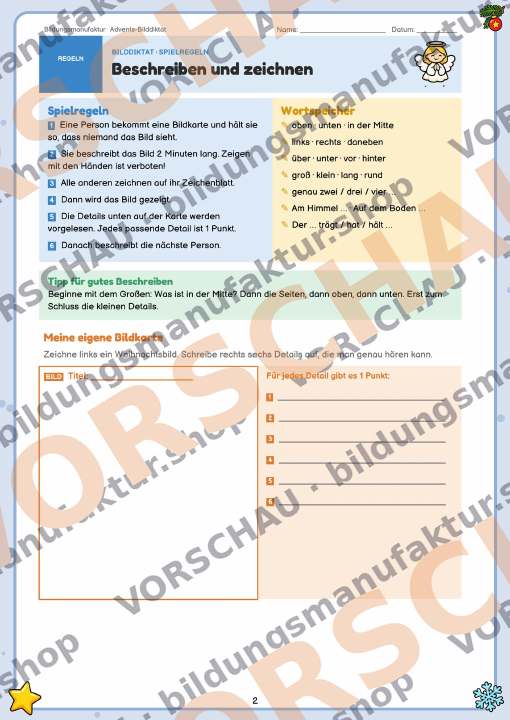 Bildungsmanufaktur · Advents-Bilddiktat
Name: Datum:
REGELN
BILDDIKTAT · SPIELREGELN
Beschreiben und zeichnen
Spielregeln
1 Eine Person bekommt eine Bildkarte und hält sie
so, dass niemand das Bild sieht.
2 Sie beschreibt das Bild 2 Minuten lang. Zeigen
mit den Händen ist verboten!
3 Alle anderen zeichnen auf ihr Zeichenblatt.
4 Dann wird das Bild gezeigt.
5 Die Details unten auf der Karte werden
vorgelesen. Jedes passende Detail ist 1 Punkt.
6 Danach beschreibt die nächste Person.
Wortspeicher
oben · unten · in der Mitte
links · rechts · daneben
über · unter · vor · hinter
groß · klein · lang · rund
genau zwei / drei / vier ...
Am Himmel ... · Auf dem Boden ...
Der ... trägt / hat / hält ...
Tipp für gutes Beschreiben
Beginne mit dem Großen: Was ist in der Mitte? Dann die Seiten, dann oben, dann unten. Erst zum
Schluss die kleinen Details.
Meine eigene Bildkarte
Zeichne links ein Weihnachtsbild. Schreibe rechts sechs Details auf, die man genau hören kann.
BILD Titel:
Für jedes Detail gibt es 1 Punkt:
1
2
3
4
5
6
2
VORSCHAU · bildungsmanufaktur.shop
VORSCHAU